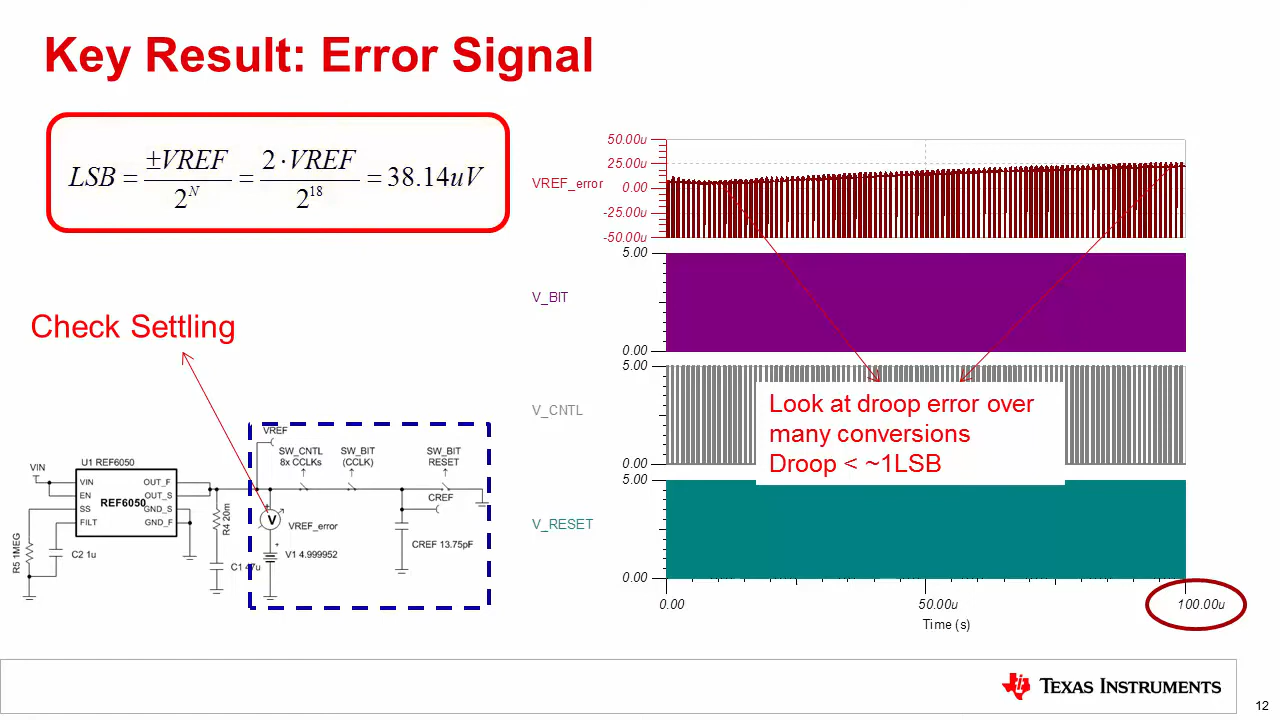 Key Result: Error Signal
LSB = ±VREF / 2^N = 2·VREF / 2^18 = 38.14uV
Check Settling
VREF
SW_CNTL
8x CCLKs
SW_BIT
(CCLK)
SW_BIT
RESET
CREF
CREF 13.75pF
VREF_error
V
+
V1 4.999952
VIN
U1 REF6050
VIN
EN
SS
FILT
REF6050
OUT_F
OUT_S
GND_S
GND_F
R4 20m
C1 47u
R5 1MEG
C2 1u
VREF_error
50.00u
25.00u
0.00
-25.00u
-50.00u
V_BIT
5.00
0.00
V_CNTL
5.00
0.00
V_RESET
5.00
0.00
Look at droop error over
many conversions
Droop < ~1LSB
0.00
50.00u
100.00u
Time (s)
ti
TEXAS INSTRUMENTS
12